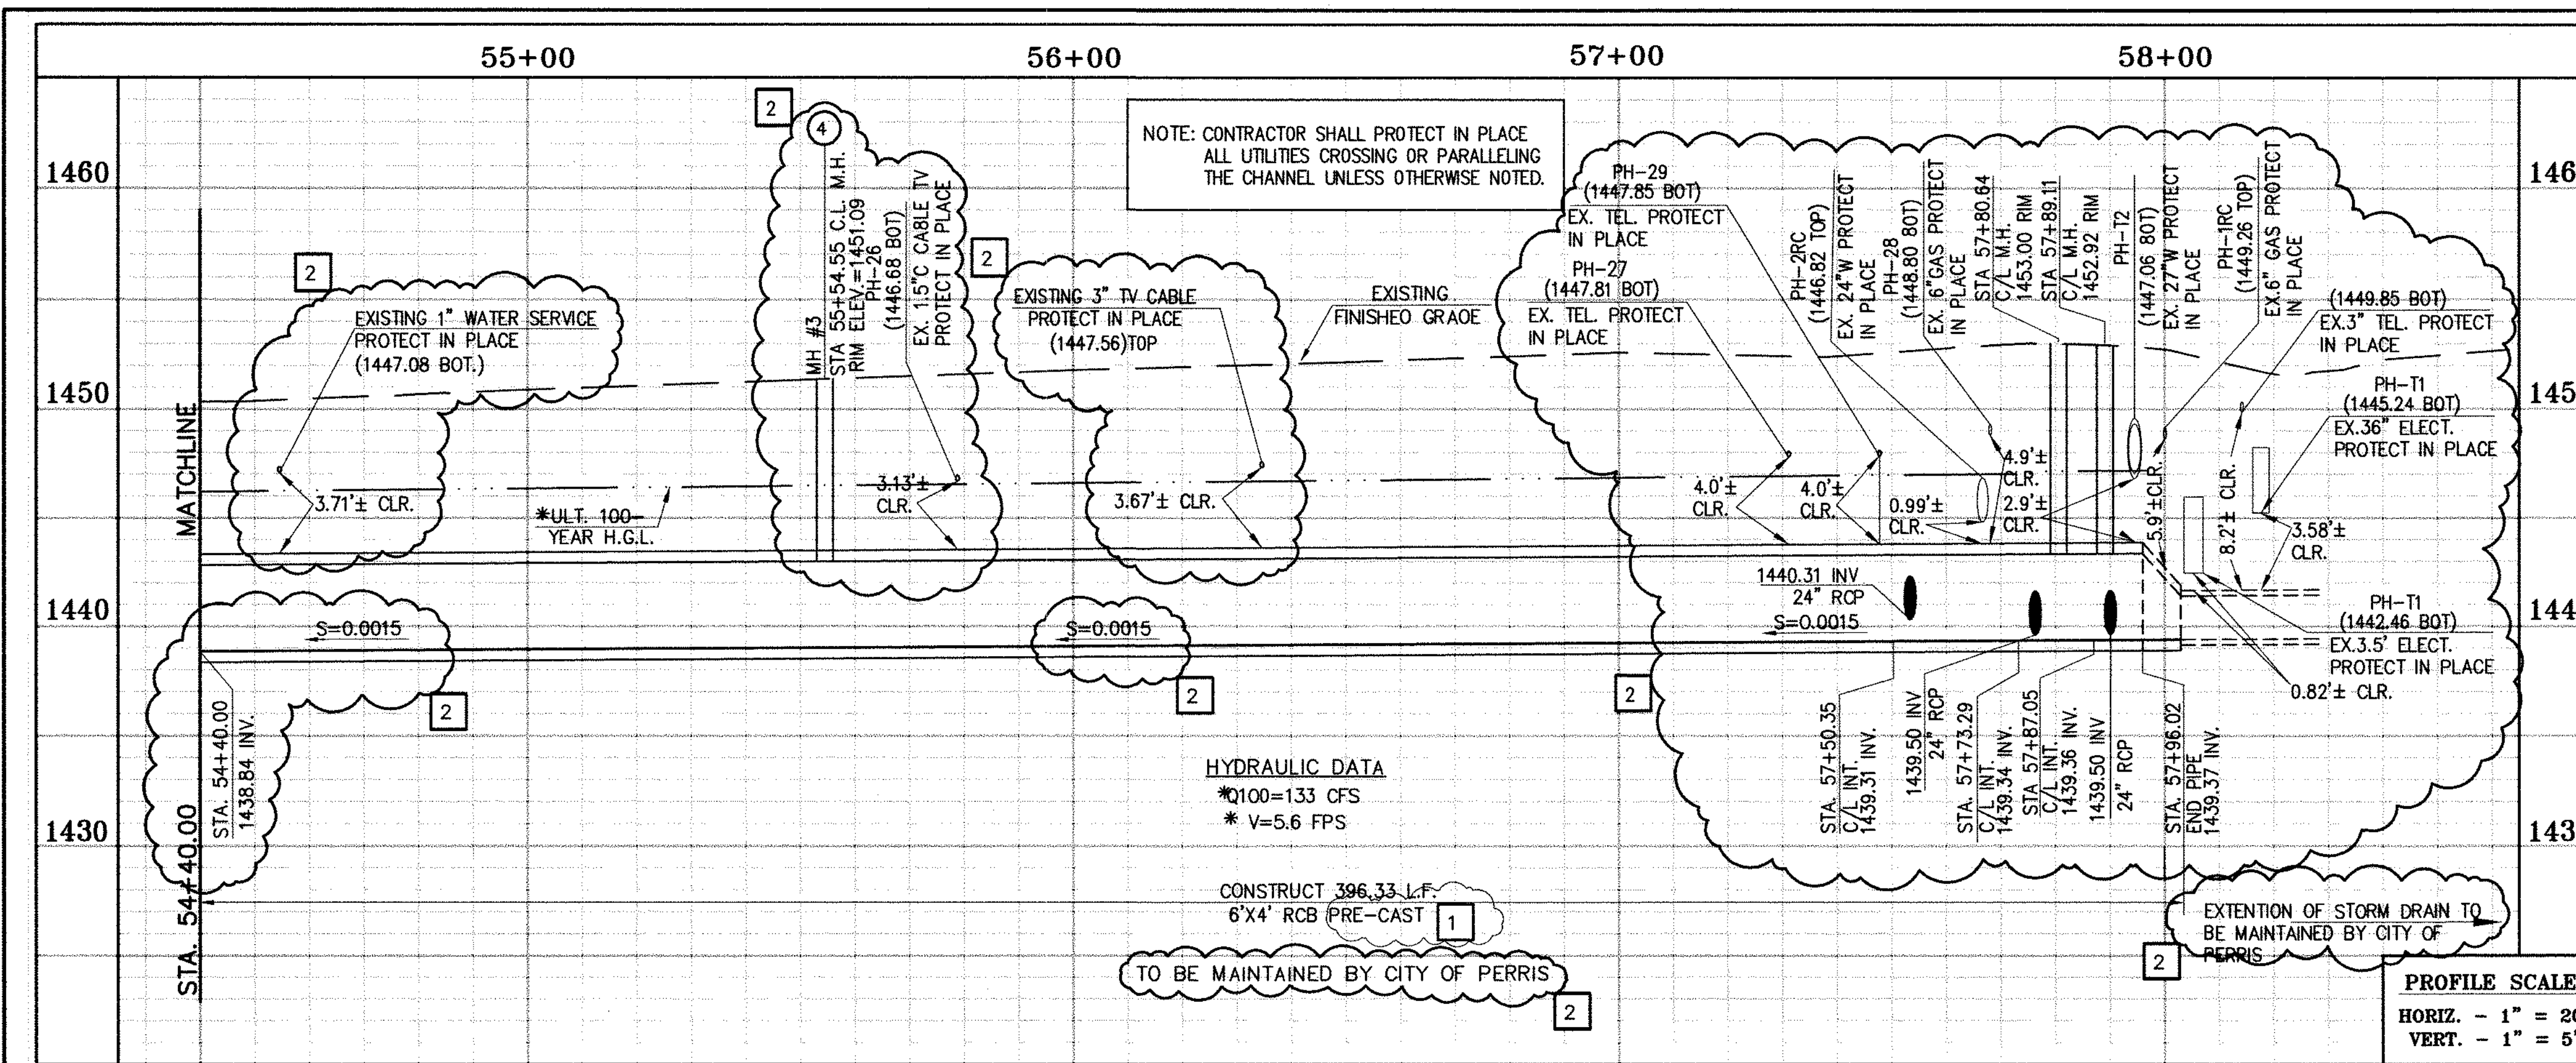 55+00 56+00 57+00 58+00
1460
1450
1440
1430
146
145
144
143
MATCHLINE
STA. 54+40.00
2
EXISTING 1" WATER SERVICE
PROTECT IN PLACE
(1447.08 BOT.)
3.71'± CLR.
*ULT. 100-
YEAR H.G.L.
2
4
MH #3
STA 55+54.55 C.L. M.H.
RIM ELEV.=1451.09
PH-26
(1446.68 BOT)
EX. 1.5"C CABLE TV
PROTECT IN PLACE
3.13'±
CLR.
2
EXISTING 3" TV CABLE
PROTECT IN PLACE
(1447.56)TOP
3.67'± CLR.
NOTE: CONTRACTOR SHALL PROTECT IN PLACE
ALL UTILITIES CROSSING OR PARALLELING
THE CHANNEL UNLESS OTHERWISE NOTED.
EXISTING
FINISHEO GRAOE
PH-29
(1447.85 BOT)
EX. TEL. PROTECT
IN PLACE
PH-27
(1447.81 BOT)
EX. TEL. PROTECT
IN PLACE
PH-2RC
(1446.82 TOP)
EX. 24"W PROTECT
IN PLACE
PH-28
(1448.80 BOT)
EX. 6"GAS PROTECT
IN PLACE
STA 57+80.64
C/L M.H.
1453.00 RIM
STA 57+89.11
C/L M.H.
1452.92 RIM
PH-T2
(1447.06 BOT)
EX. 27"W PROTECT
IN PLACE
PH-1RC
(1449.26 TOP)
EX.6" GAS PROTECT
IN PLACE
(1449.85 BOT)
EX.3" TEL. PROTECT
IN PLACE
PH-T1
(1445.24 BOT)
EX.36" ELECT.
PROTECT IN PLACE
4.0'±
CLR.
4.0'±
CLR.
0.99'±
CLR.
4.9'±
CLR.
2.9'±
CLR.
5.9'±CLR.
8.2'± CLR.
3.58'±
CLR.
PH-T1
(1442.46 BOT)
EX.3.5' ELECT.
PROTECT IN PLACE
0.82'± CLR.
1440.31 INV
24" RCP
S=0.0015
S=0.0015
S=0.0015
2
2
2
STA. 54+40.00
1438.84 INV.
HYDRAULIC DATA
*Q100=133 CFS
* V=5.6 FPS
STA. 57+50.35
C/L INT.
1439.31 INV.
1439.50 INV
24" RCP
STA. 57+73.29
C/L INT.
1439.34 INV.
STA 57+87.05
C/L INT.
1439.36 INV.
1439.50 INV
24" RCP
STA. 57+96.02
END PIPE
1439.37 INV.
CONSTRUCT 396.33 L.F.
6'X4' RCB PRE-CAST
1
TO BE MAINTAINED BY CITY OF PERRIS
2
EXTENTION OF STORM DRAIN TO
BE MAINTAINED BY CITY OF
PERRIS
2
PROFILE SCALE
HORIZ. - 1" = 20
VERT. - 1" = 5'